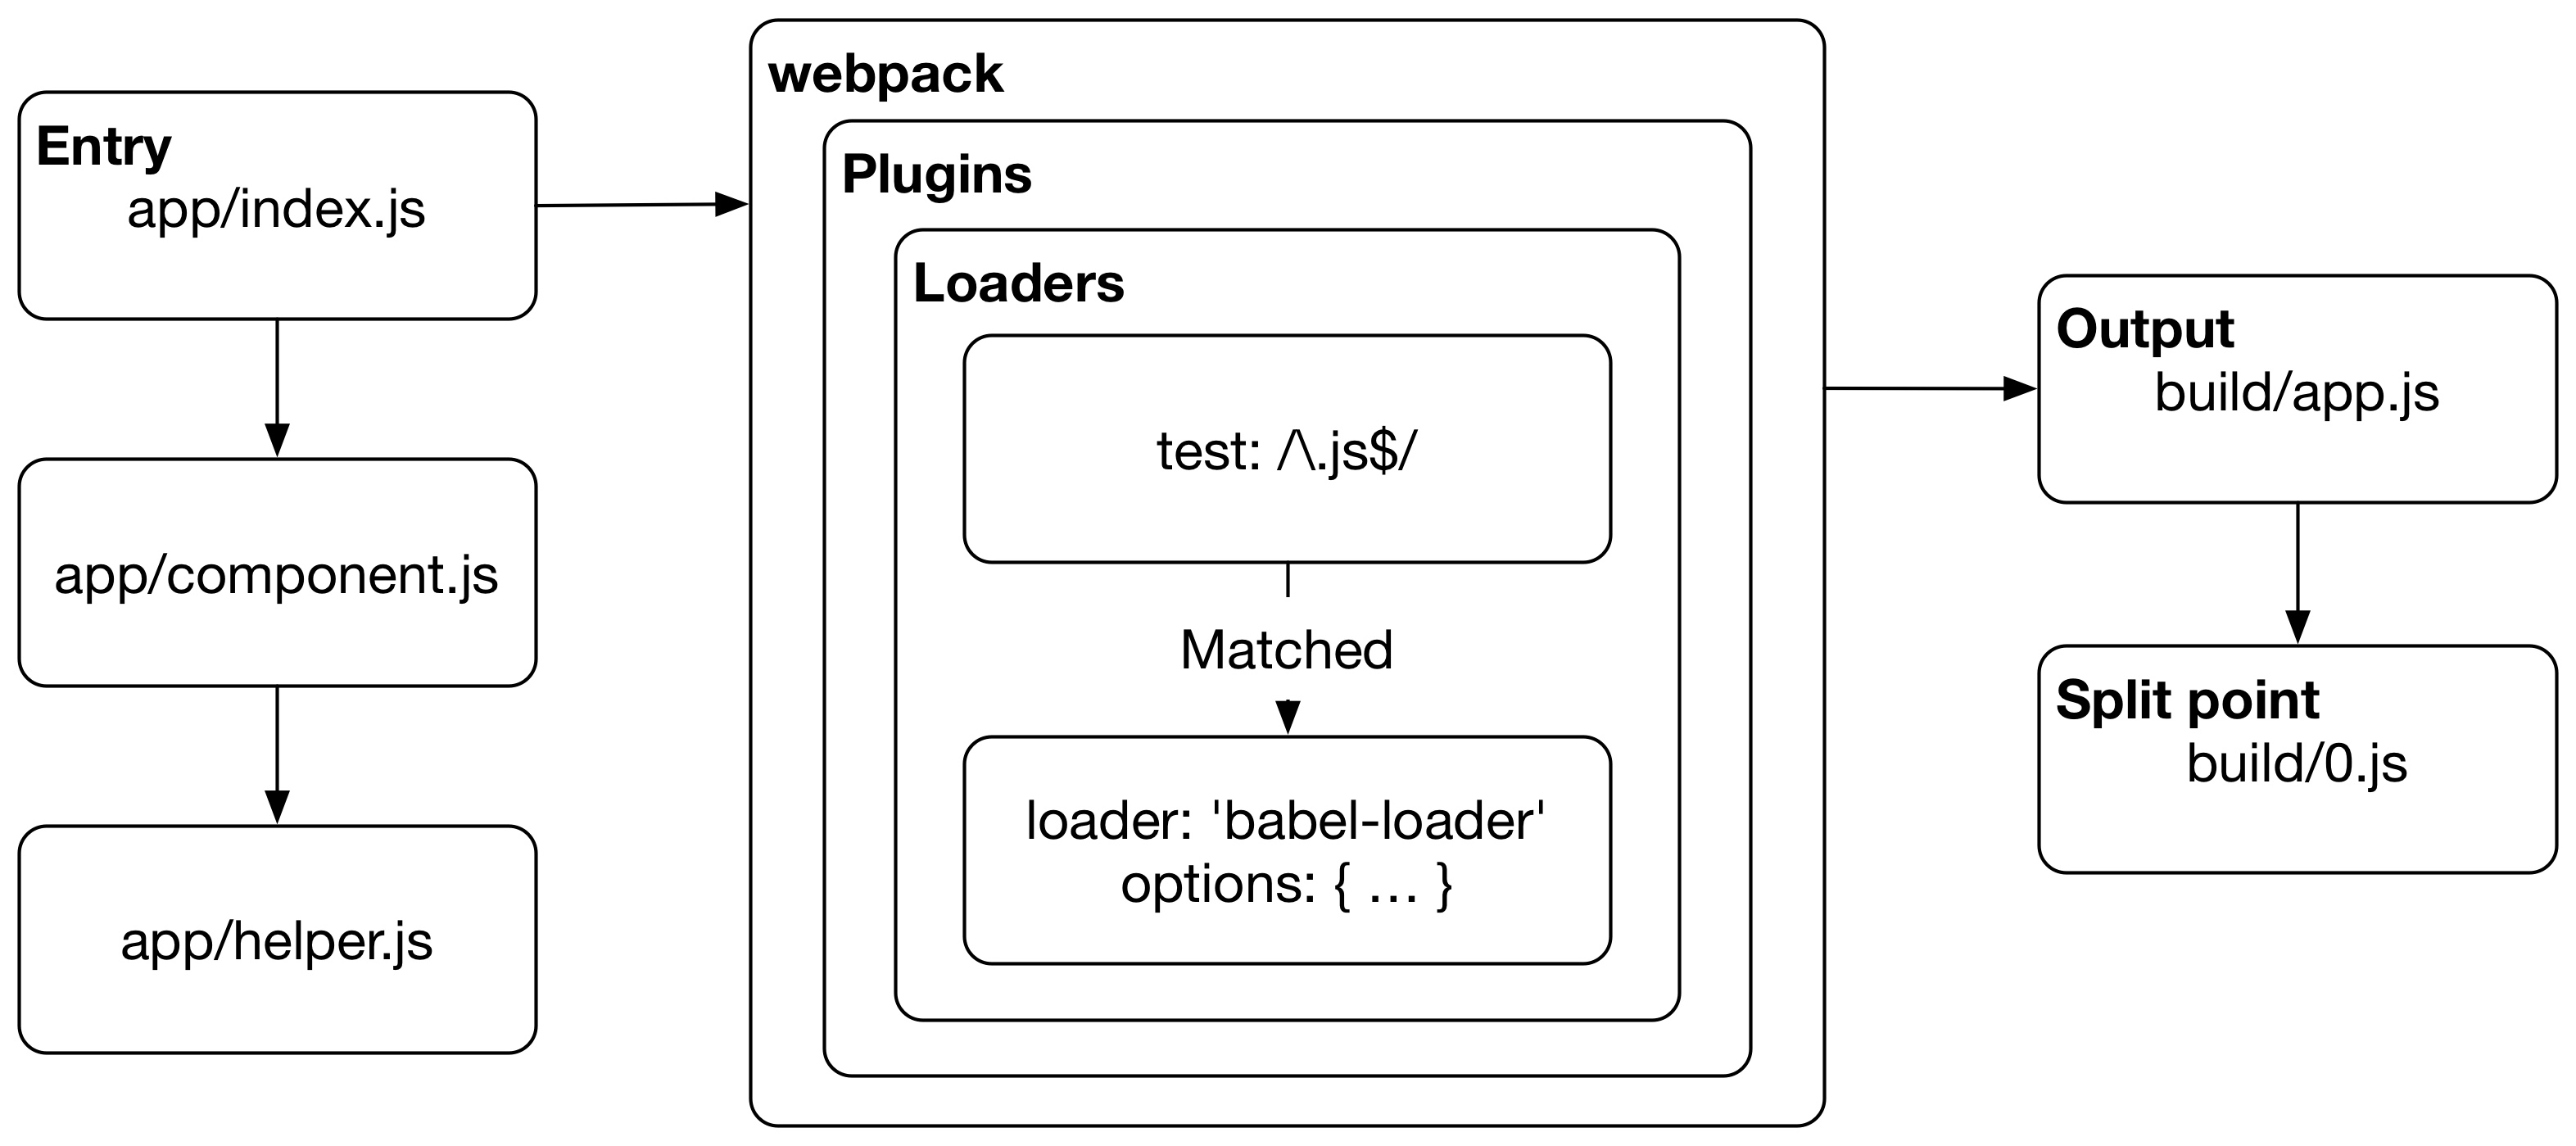 Entry
app/index.js
app/component.js
app/helper.js
webpack
Plugins
Loaders
test: /\.js$/
Matched
loader: 'babel-loader'
options: { … }
Output
build/app.js
Split point
build/0.js